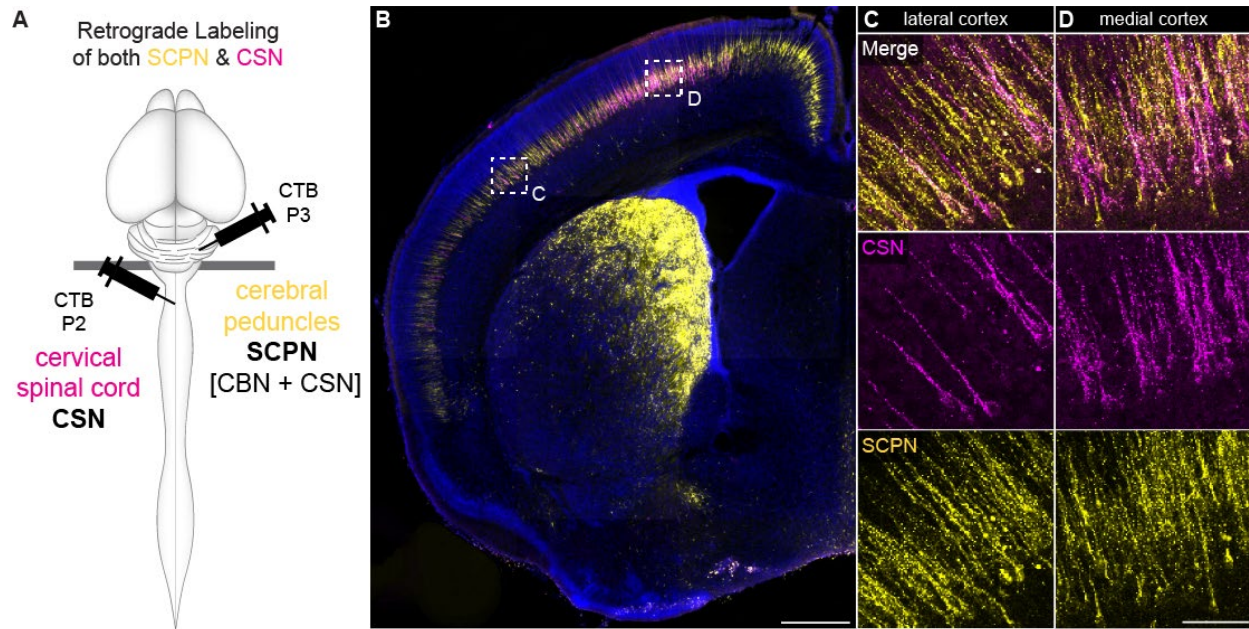 A
Retrograde Labeling
of both SCPN & CSN
CTB
P3
CTB
P2
cerebral
peduncles
SCPN
[CBN + CSN]
cervical
spinal cord
CSN
B
D
C
C lateral cortex
D medial cortex
Merge
CSN
SCPN